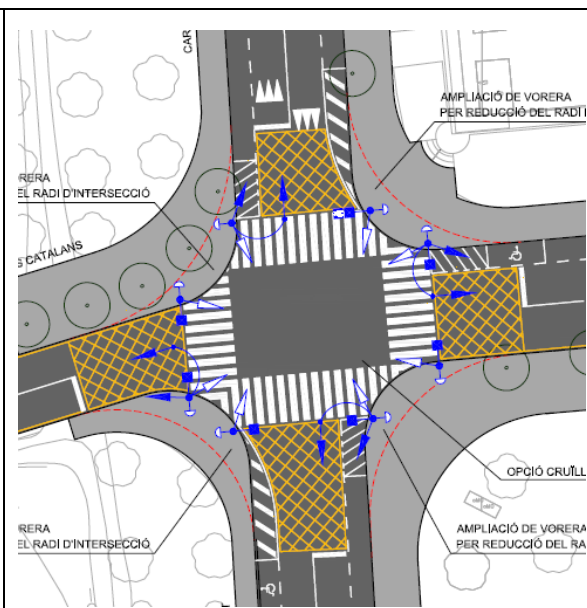 CAR
AMPLIACIÓ DE VORERA
PER REDUCCIÓ DEL RADI
VORERA
EL RADI D'INTERSECCIÓ
S CATALANS
OPCIÓ CRUÏLL
RERA
EL RADI D'INTERSECCIÓ
AMPLIACIÓ DE VORERA
PER REDUCCIÓ DEL RA